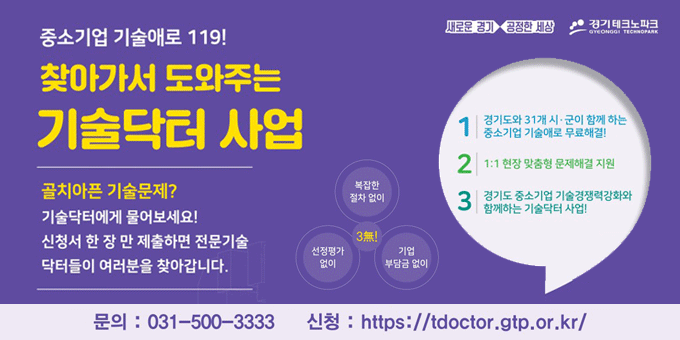 중소기업 기술애로 119!
찾아가서 도와주는
기술닥터 사업
골치아픈 기술문제?
기술닥터에게 물어보세요!
신청서 한 장 만 제출하면 전문기술
닥터들이 여러분을 찾아갑니다.
새로운 경기 공정한 세상
경기테크노파크
GYEONGGI TECHNOPARK
복잡한
절차 없이
3無!
선정평가
없이
기업
부담금 없이
1 경기도와 31개 시·군이 함께 하는
중소기업 기술애로 무료해결!
2 1:1 현장 맞춤형 문제해결 지원
3 경기도 중소기업 기술경쟁력강화와
함께하는 기술닥터 사업!
문의 : 031-500-3333 신청 : https://tdoctor.gtp.or.kr/